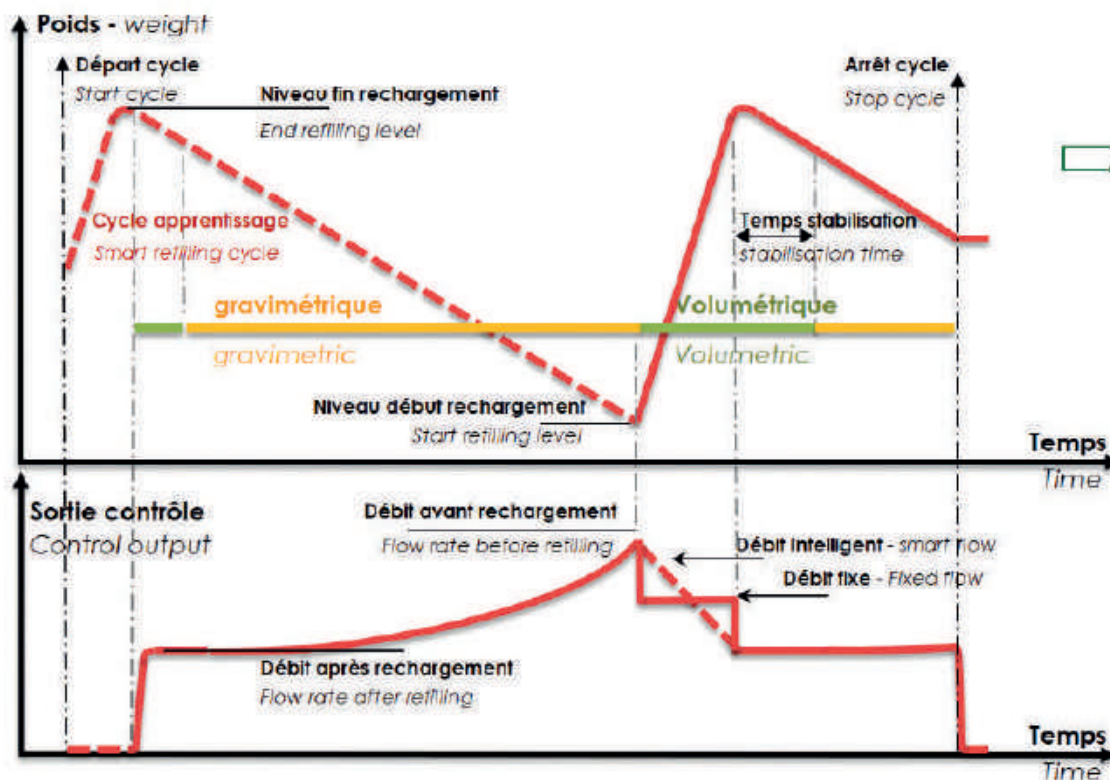 Poids - weight
Départ cycle
Start cycle
Arrêt cycle
Stop cycle
Niveau fin rechargement
End refilling level
Cycle apprentissage
Smart refilling cycle
Temps stabilisation
stabilisation time
gravimétrique
gravimetric
Volumétrique
Volumetric
Niveau début rechargement
Start refilling level
Temps
Time
Sortie contrôle
Control output
Débit avant rechargement
Flow rate before refilling
Débit intelligent - smart flow
Débit fixe - Fixed flow
Débit après rechargement
Flow rate after refilling
Temps
Time